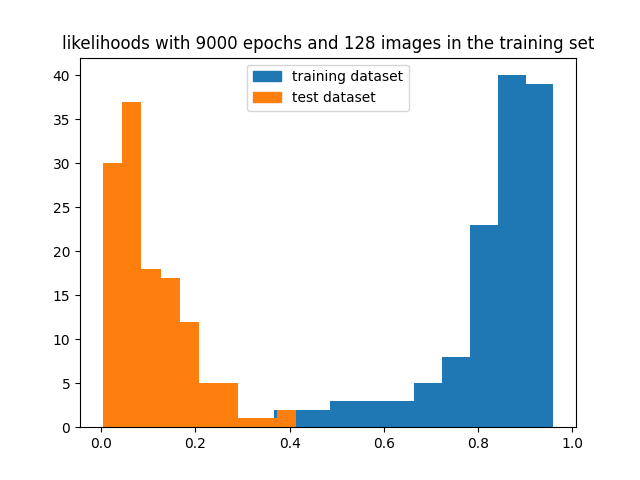 likelihoods with 9000 epochs and 128 images in the training set
training dataset
test dataset
40
35
30
25
20
15
10
5
0
0.0 0.2 0.4 0.6 0.8 1.0